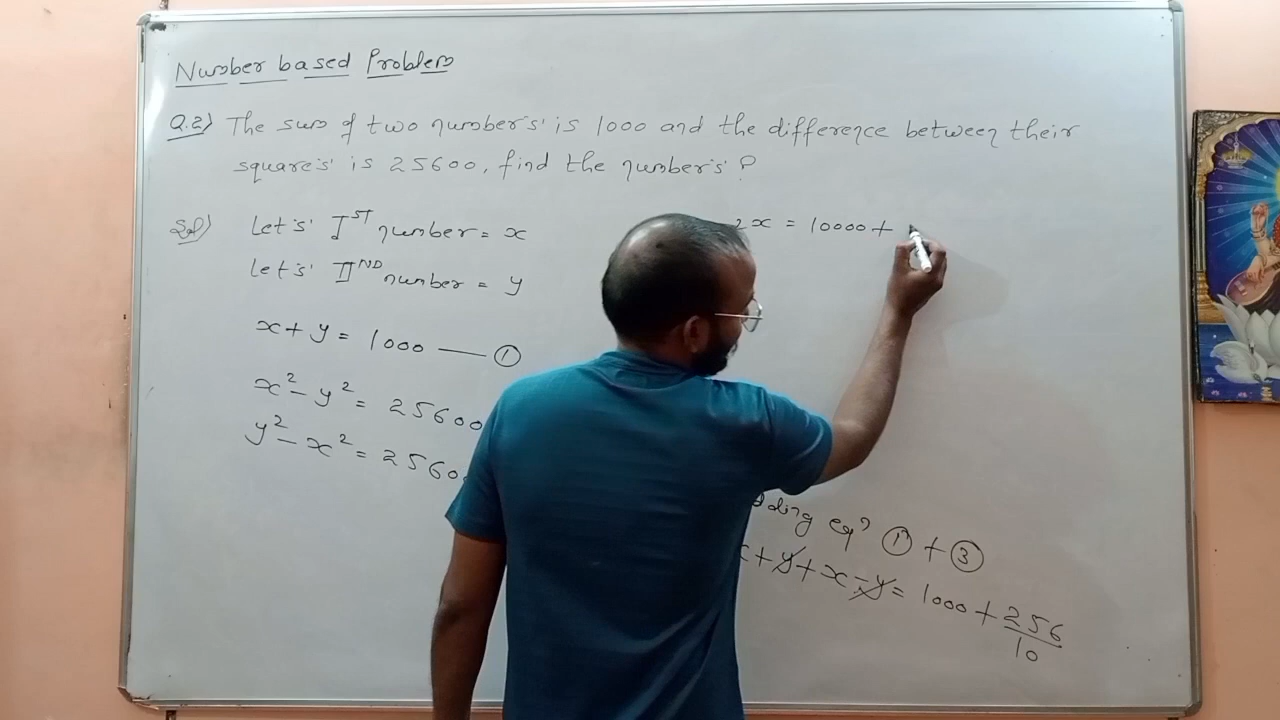 Number based Problem
Q.2) The sum of two number's is 1000 and the difference between their
square's is 25600, find the number's?
Sol) Let's Iˢᵀ number = x
Let's IIᴺᴰ number = y
x + y = 1000 — ①
x² - y² = 25600
y² - x² = 2560
2x = 10000 +
eqⁿ ① + ③
+ y + x - y = 1000 + 256/10